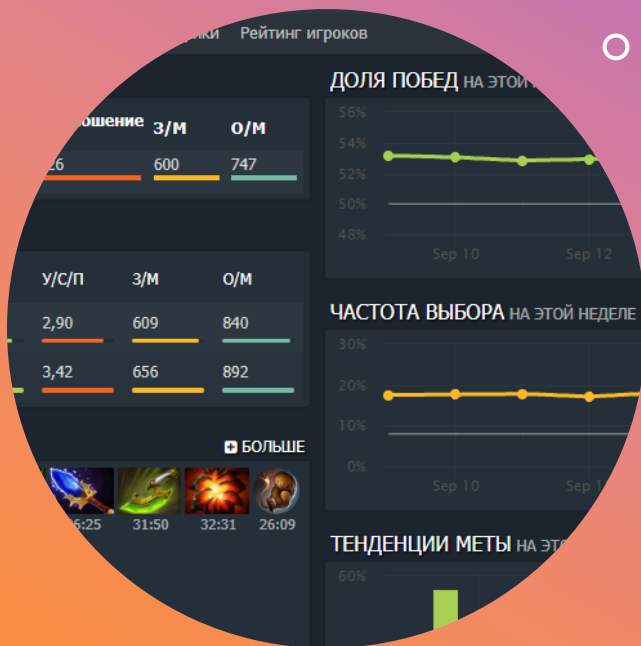 Рейтинг игроков
З/М О/М
600 747
У/С/П З/М О/М
2,90 609 840
3,42 656 892
БОЛЬШЕ
31:50 32:31 26:09
ДОЛЯ ПОБЕД НА ЭТОЙ
56%
54%
52%
50%
48%
Sep 10 Sep 12
ЧАСТОТА ВЫБОРА НА ЭТОЙ НЕДЕЛЕ
30%
20%
10%
0%
Sep 10 Sep
ТЕНДЕНЦИИ МЕТЫ НА
60%